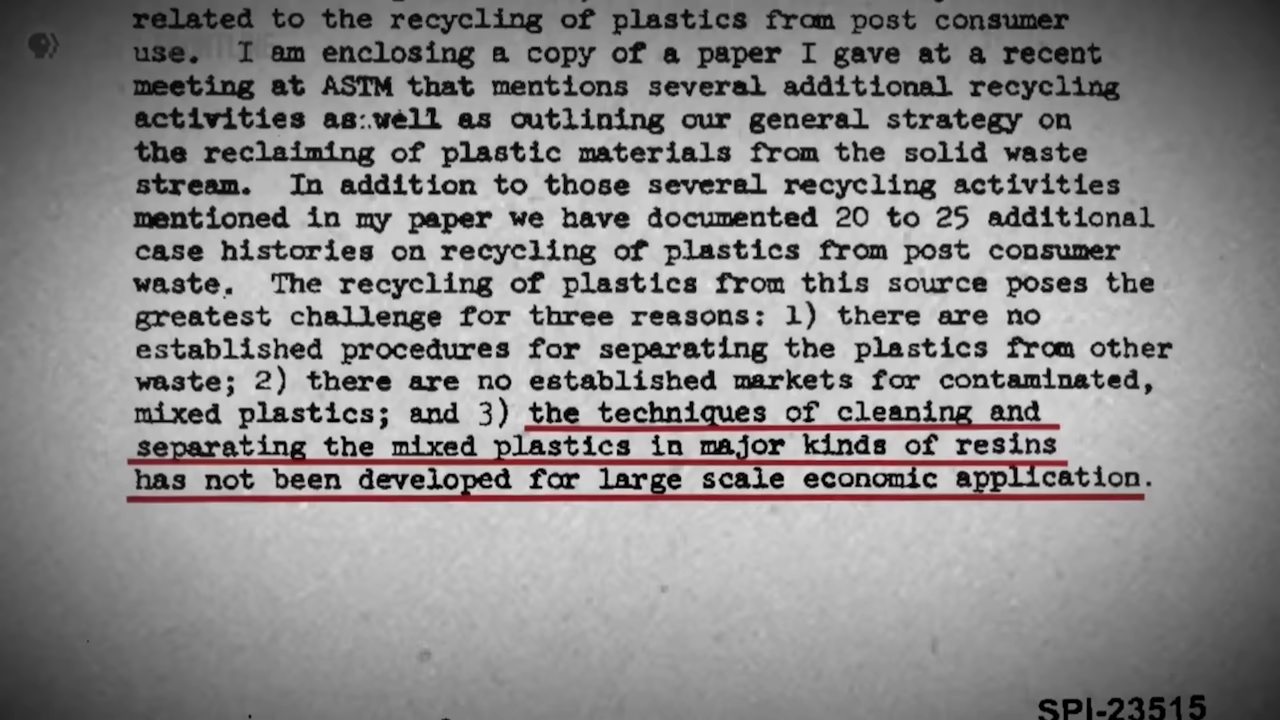 related to the recycling of plastics from post consumer
use. I am enclosing a copy of a paper I gave at a recent
meeting at ASTM that mentions several additional recycling
activities as well as outlining our general strategy on
the reclaiming of plastic materials from the solid waste
stream. In addition to those several recycling activities
mentioned in my paper we have documented 20 to 25 additional
case histories on recycling of plastics from post consumer
waste. The recycling of plastics from this source poses the
greatest challenge for three reasons: 1) there are no
established procedures for separating the plastics from other
waste; 2) there are no established markets for contaminated,
mixed plastics; and 3) the techniques of cleaning and
separating the mixed plastics in major kinds of resins
has not been developed for large scale economic application.
SPI-23515